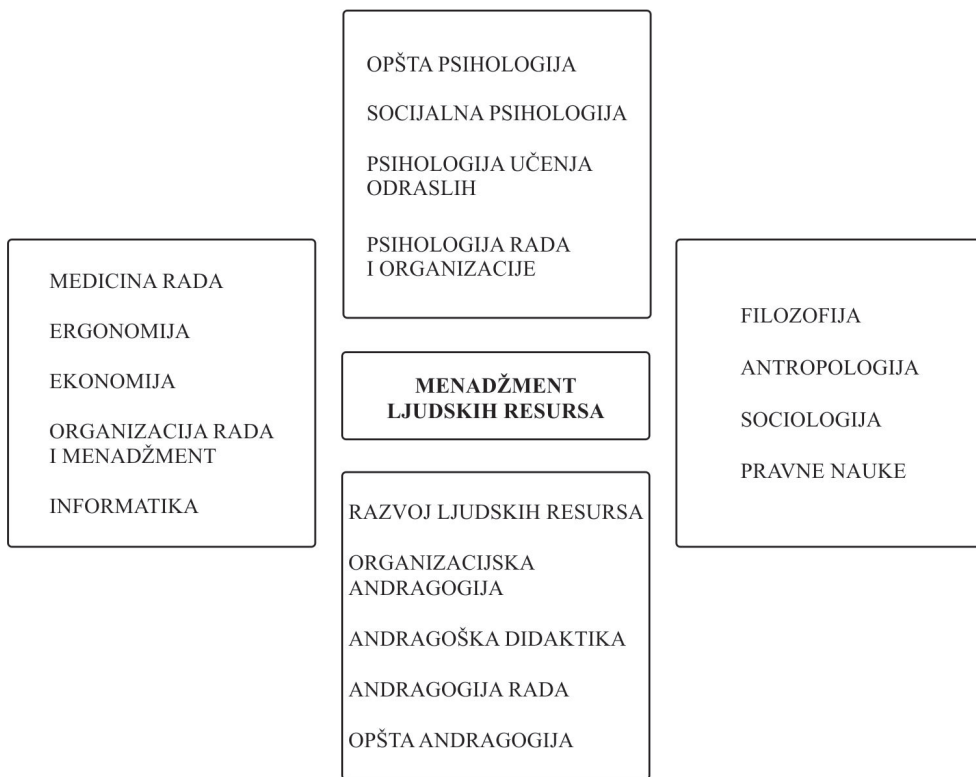 OPŠTA PSIHOLOGIJA
SOCIJALNA PSIHOLOGIJA
PSIHOLOGIJA UČENJA
ODRASLIH
PSIHOLOGIJA RADA
I ORGANIZACIJE
MEDICINA RADA
ERGONOMIJA
EKONOMIJA
ORGANIZACIJA RADA
I MENADŽMENT
INFORMATIKA
MENADŽMENT
LJUDSKIH RESURSA
FILOZOFIJA
ANTROPOLOGIJA
SOCIOLOGIJA
PRAVNE NAUKE
RAZVOJ LJUDSKIH RESURSA
ORGANIZACIJSKA
ANDRAGOGIJA
ANDRAGOŠKA DIDAKTIKA
ANDRAGOGIJA RADA
OPŠTA ANDRAGOGIJA